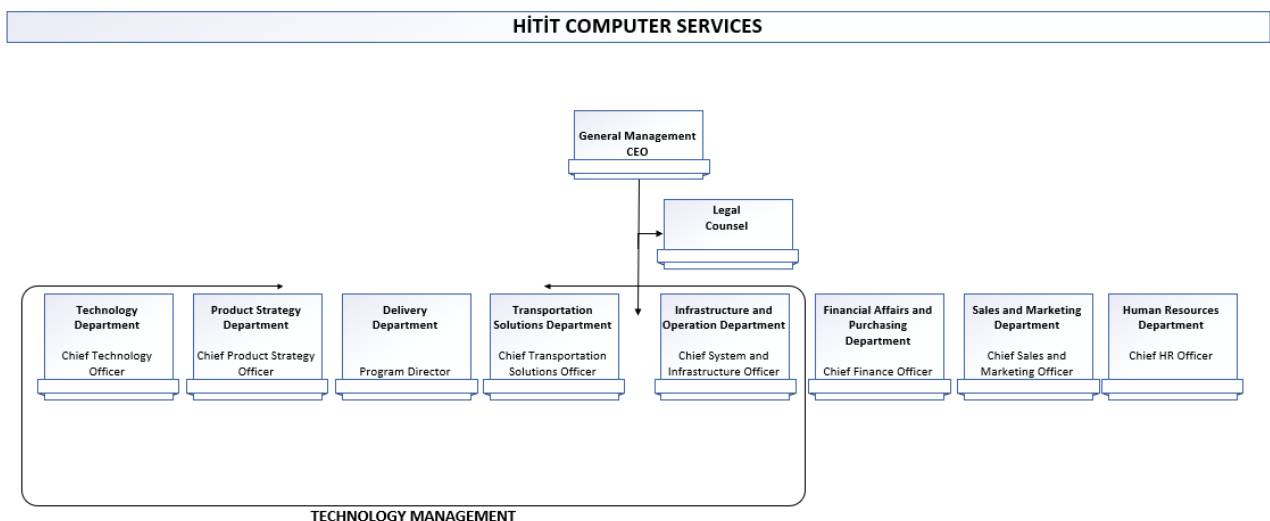 HİTİT COMPUTER SERVICES
General Management
CEO
Legal
Counsel
Technology
Department
Chief Technology
Officer
Product Strategy
Department
Chief Product Strategy
Officer
Delivery
Department
Program Director
Transportation
Solutions Department
Chief Transportation
Solutions Officer
Infrastructure and
Operation Department
Chief System and
Infrastructure Officer
Financial Affairs and
Purchasing
Department
Chief Finance Officer
Sales and Marketing
Department
Chief Sales and
Marketing Officer
Human Resources
Department
Chief HR Officer
TECHNOLOGY MANAGEMENT